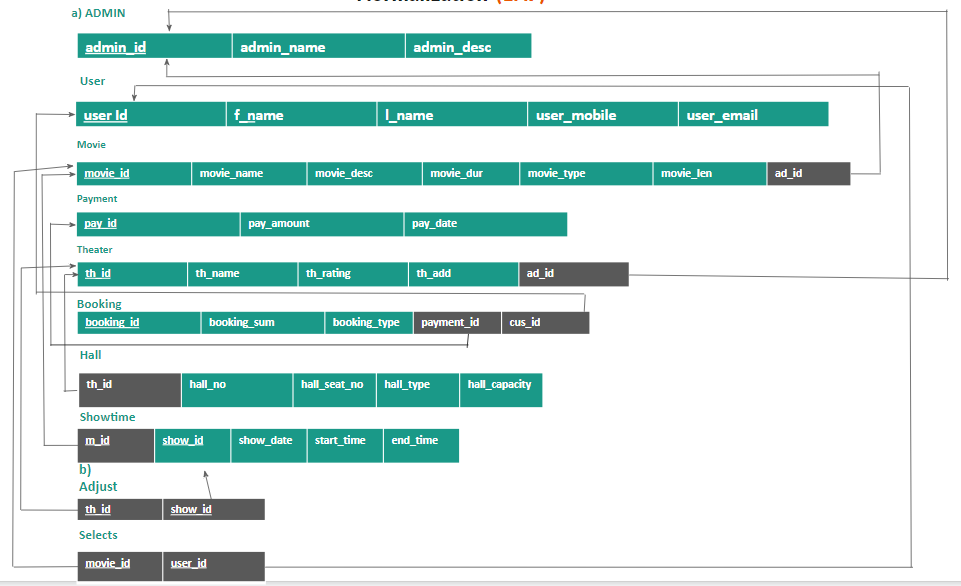 a) ADMIN
admin_id admin_name admin_desc
User
user Id f_name l_name user_mobile user_email
Movie
movie_id movie_name movie_desc movie_dur movie_type movie_len ad_id
Payment
pay_id pay_amount pay_date
Theater
th_id th_name th_rating th_add ad_id
Booking
booking_id booking_sum booking_type payment_id cus_id
Hall
th_id hall_no hall_seat_no hall_type hall_capacity
Showtime
m_id show_id show_date start_time end_time
b)
Adjust
th_id show_id
Selects
movie_id user_id